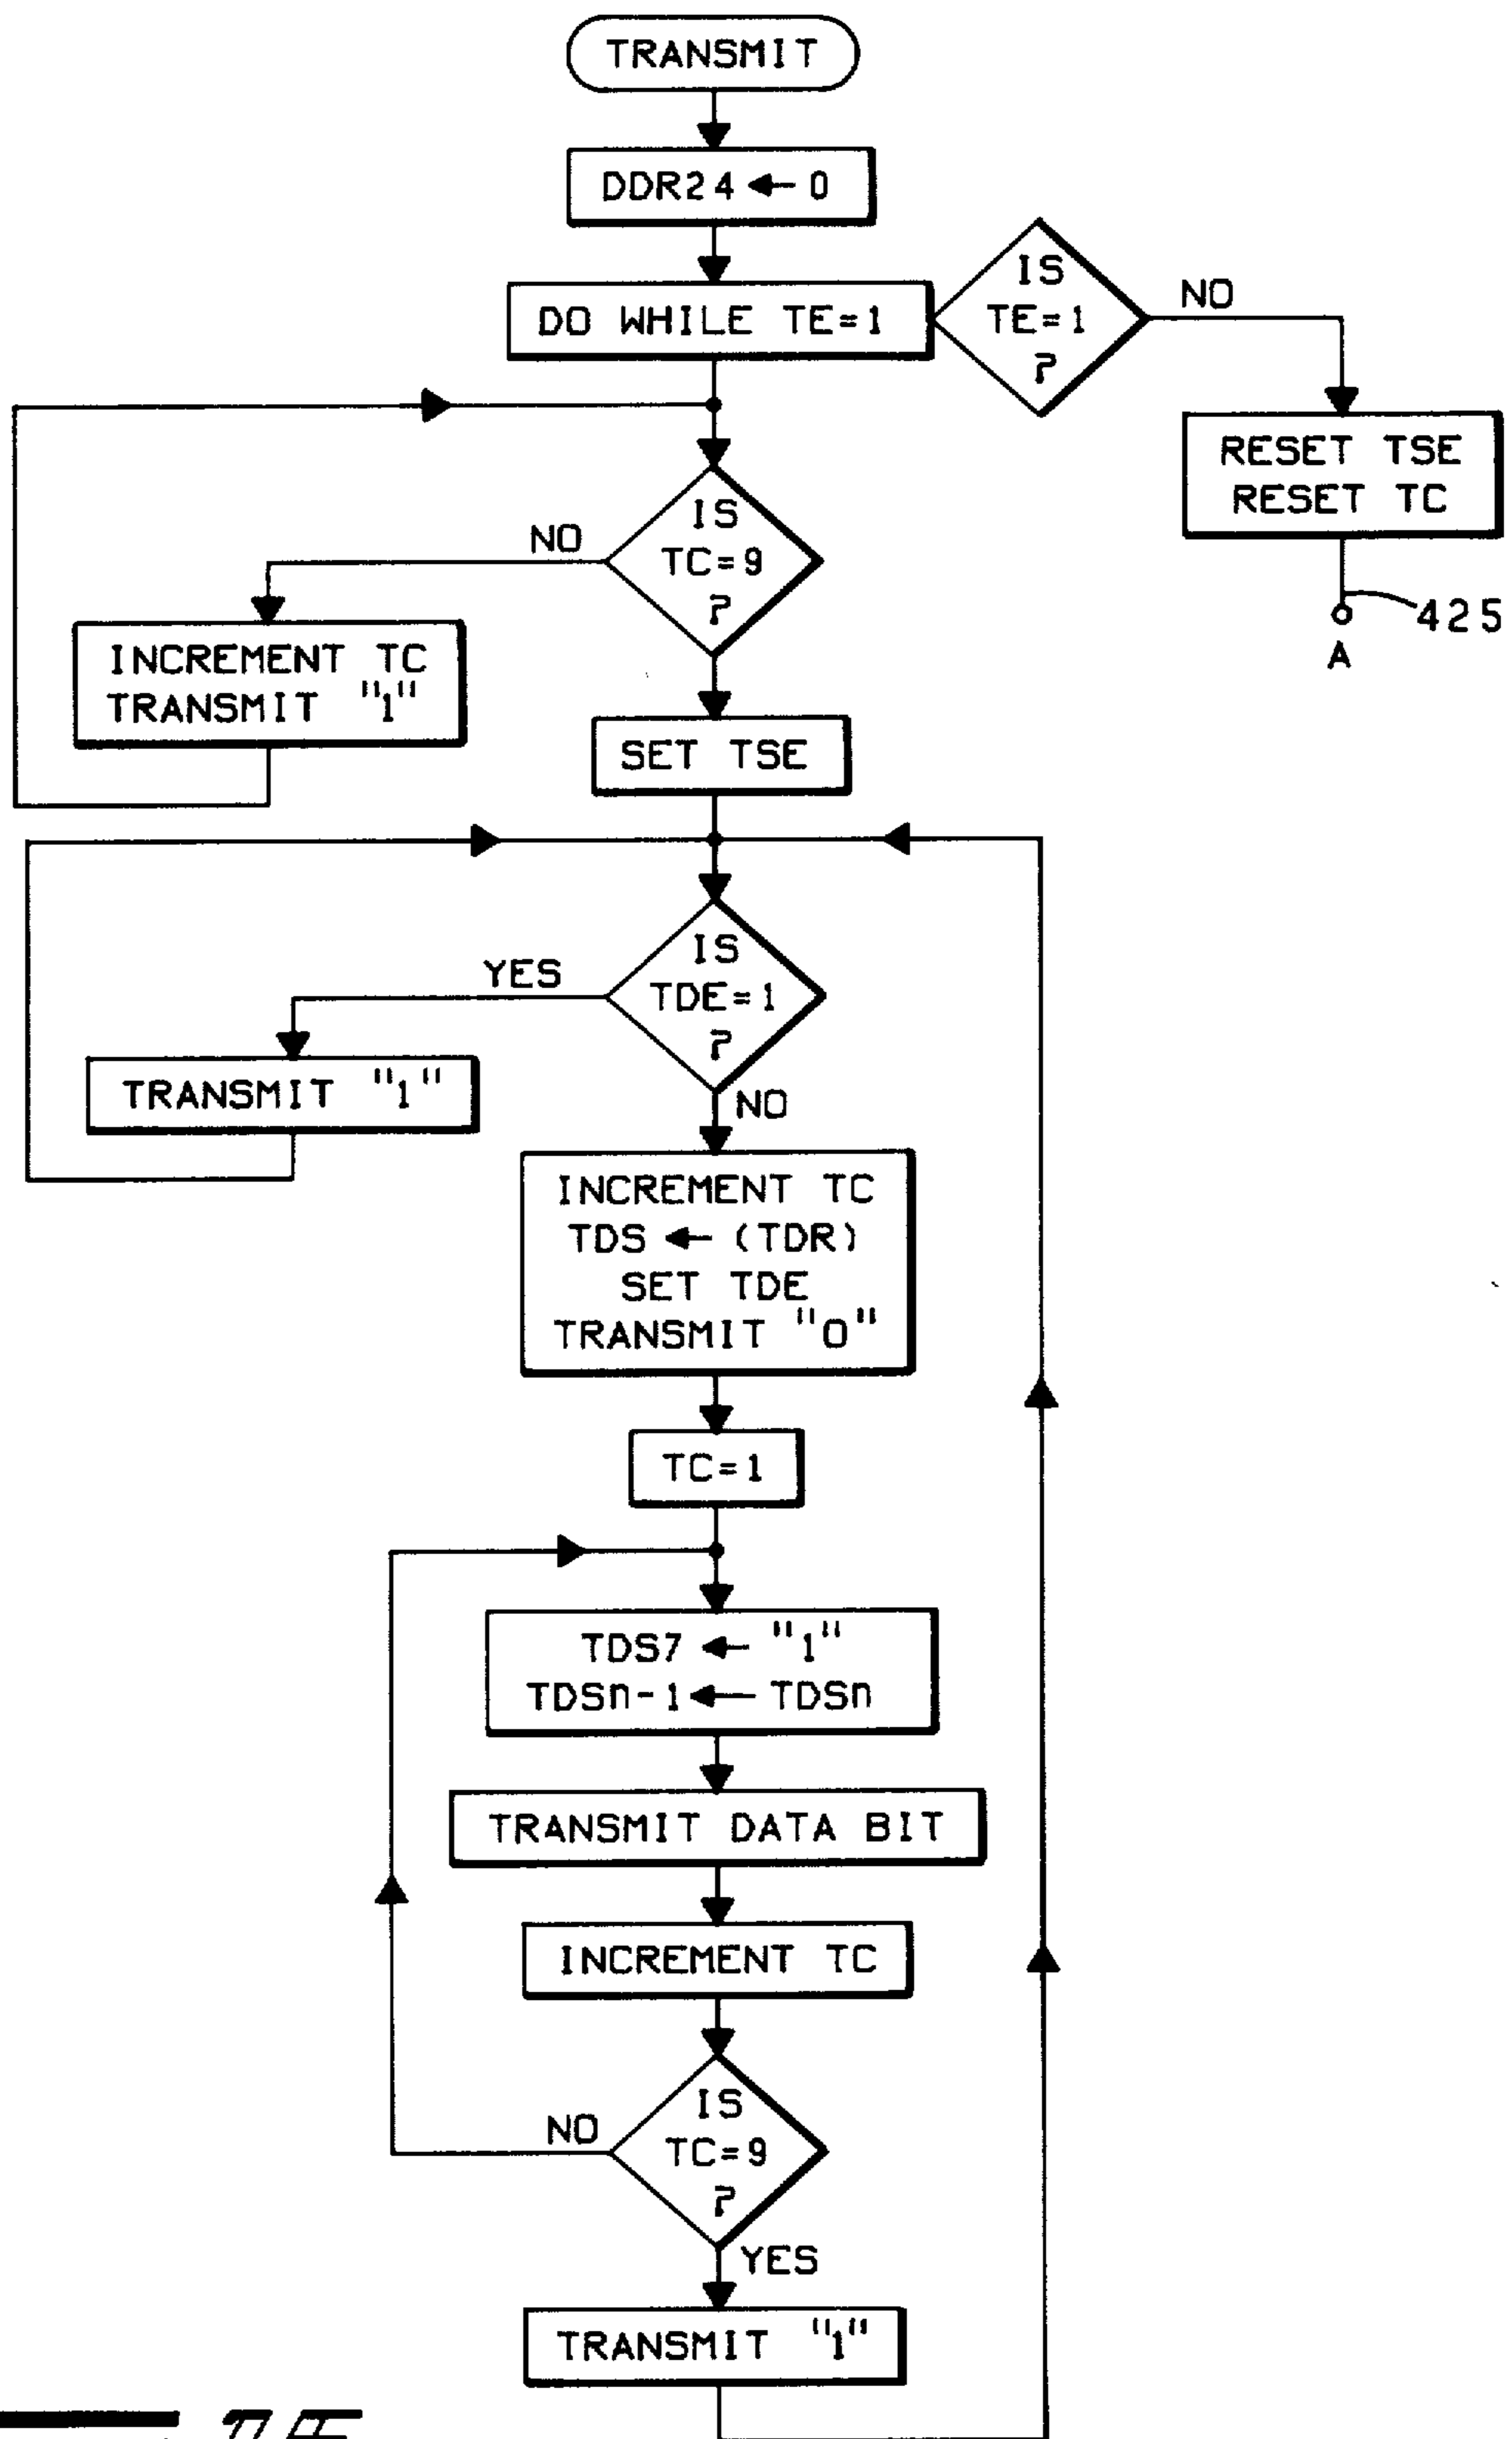 TRANSMIT
DDR24 ← 0
DO WHILE TE=1
IS
TE=1
?
NO
RESET TSE
RESET TC
425
A
IS
TC=9
?
NO
INCREMENT TC
TRANSMIT "1"
SET TSE
IS
TDE=1
?
YES
TRANSMIT "1"
NO
INCREMENT TC
TDS ← (TDR)
SET TDE
TRANSMIT "0"
TC=1
TDS7 ← "1"
TDSn-1 ← TDSn
TRANSMIT DATA BIT
INCREMENT TC
IS
TC=9
?
NO
YES
TRANSMIT "1"